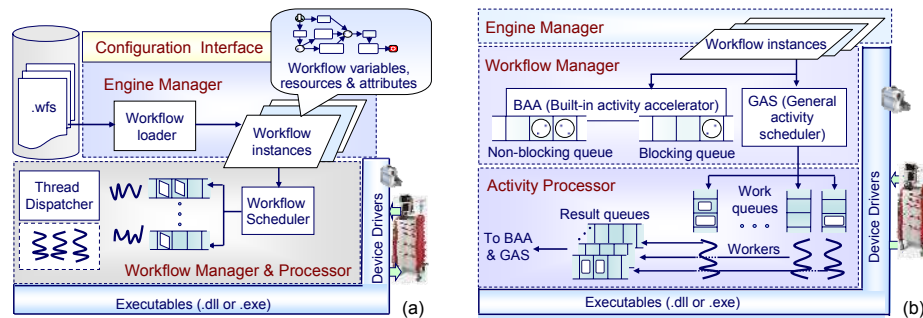 Configuration Interface
Engine Manager
.wfs
Workflow
loader
Workflow variables,
resources & attributes
Workflow
instances
Thread
Dispatcher
Workflow
Scheduler
Workflow Manager & Processor
Device Drivers
Executables (.dll or .exe)
(a)
Engine Manager
Workflow instances
Workflow Manager
BAA (Built-in activity accelerator)
Non-blocking queue
Blocking queue
GAS (General
activity
scheduler)
Activity Processor
Work
queues
Result queues
To BAA
& GAS
Workers
Device Drivers
Executables (.dll or .exe)
(b)